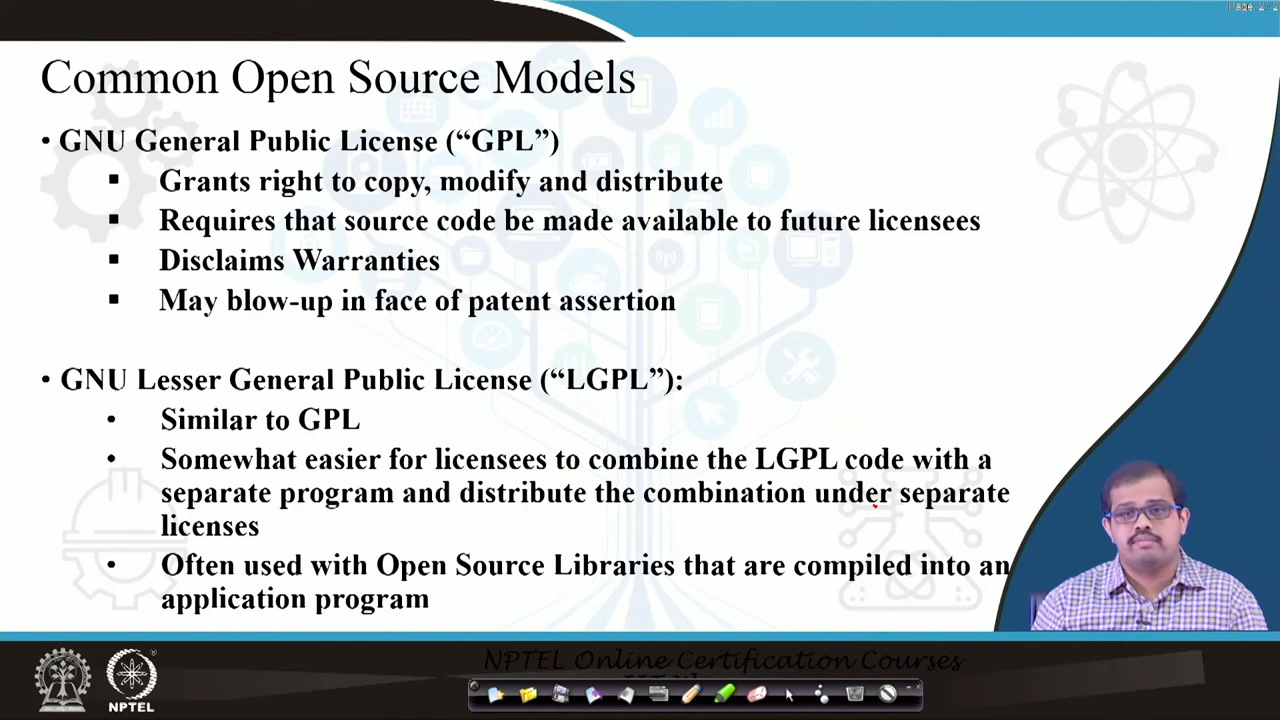 Common Open Source Models
• GNU General Public License (“GPL”)
▪ Grants right to copy, modify and distribute
▪ Requires that source code be made available to future licensees
▪ Disclaims Warranties
▪ May blow-up in face of patent assertion
• GNU Lesser General Public License (“LGPL”):
• Similar to GPL
• Somewhat easier for licensees to combine the LGPL code with a
separate program and distribute the combination under separate
licenses
• Often used with Open Source Libraries that are compiled into an
application program
NPTEL Online Certification Courses
NPTEL